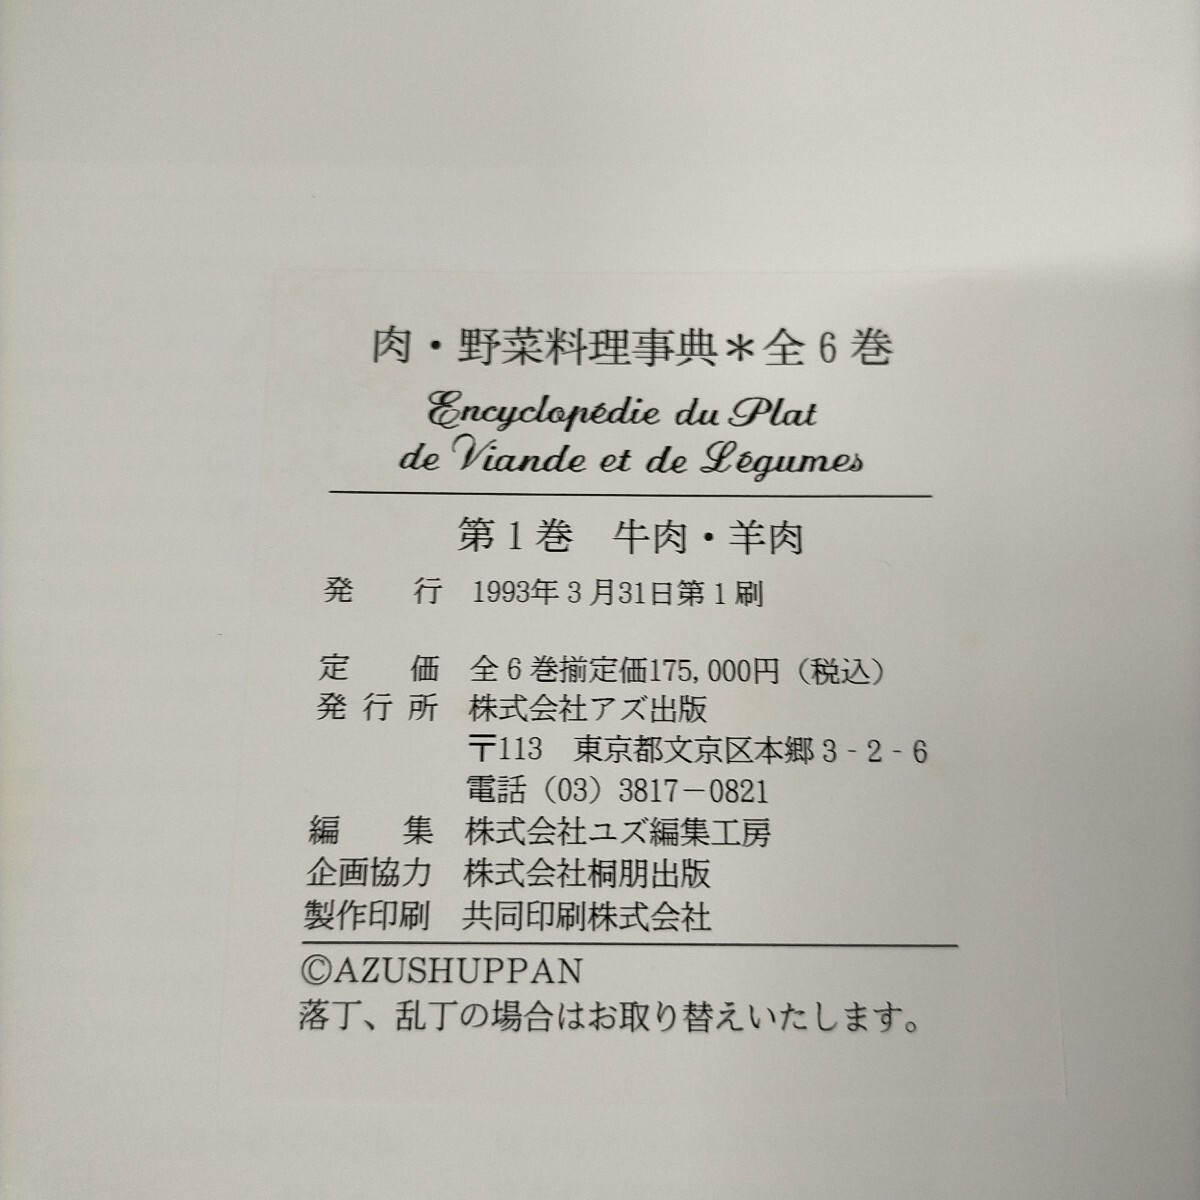 肉・野菜料理事典＊全6巻
Encyclopédie du Plat
de Viande et de Légumes
第1巻　牛肉・羊肉
発　行　1993年3月31日第1刷
定　価　全6巻揃定価175,000円（税込）
発行所　株式会社アズ出版
〒113　東京都文京区本郷3-2-6
電話（03）3817－0821
編　集　株式会社ユズ編集工房
企画協力　株式会社桐朋出版
製作印刷　共同印刷株式会社
©AZUSHUPPAN
落丁、乱丁の場合はお取り替えいたします。